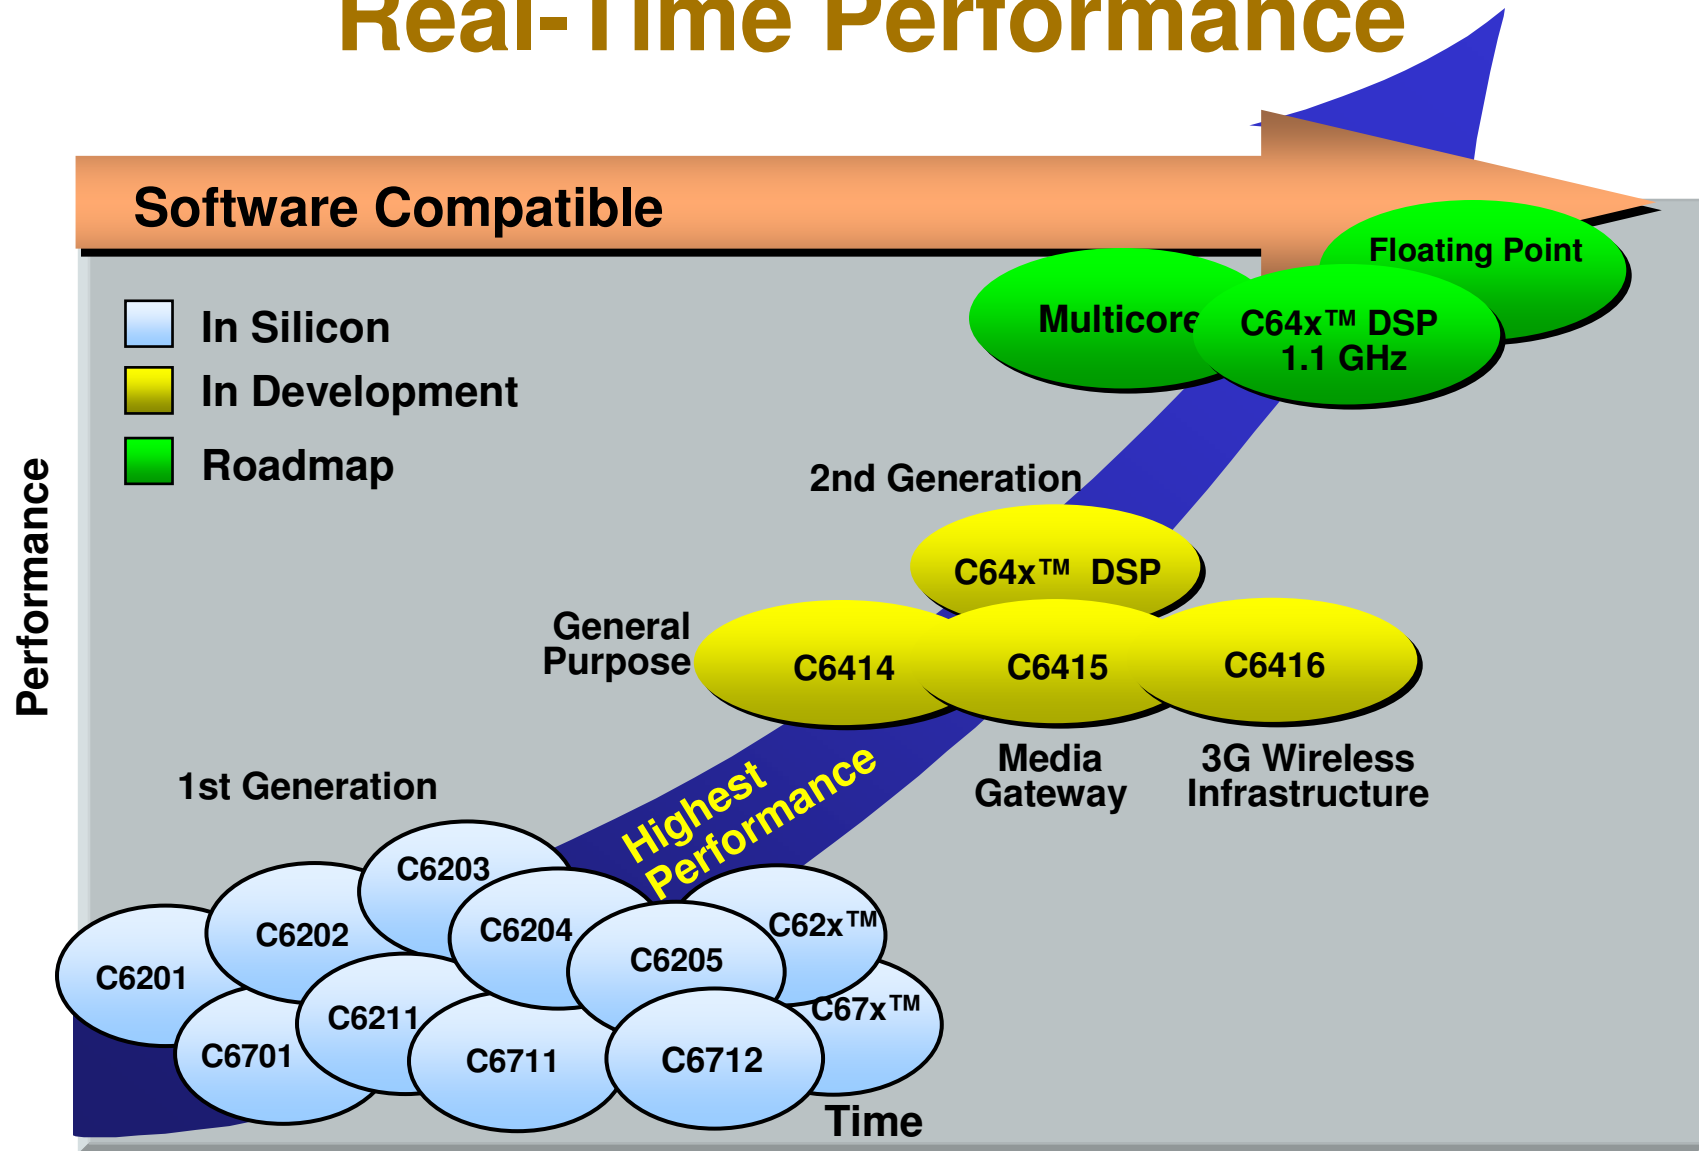 Real-Time Performance
Software Compatible
Floating Point
Multicore
C64x™ DSP
1.1 GHz
In Silicon
In Development
Roadmap
Performance
2nd Generation
C64x™ DSP
General
Purpose
C6414
C6415
C6416
Media
Gateway
3G Wireless
Infrastructure
Highest
Performance
1st Generation
C6203
C6202
C6204
C62x™
C6205
C6201
C67x™
C6211
C6701
C6711
C6712
Time